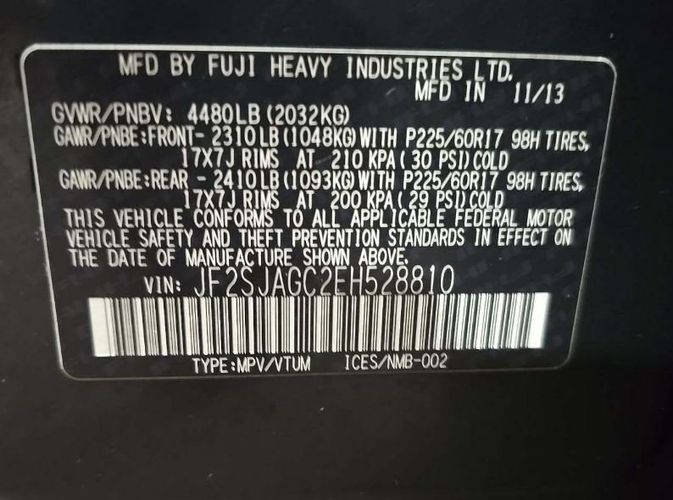 MFD BY FUJI HEAVY INDUSTRIES LTD.
MFD IN 11/13
GVWR/PNBV: 4480LB (2032KG)
GAWR/PNBE:FRONT- 2310LB(1048KG)WITH P225/60R17 98H TIRES,
17X7J RIMS AT 210 KPA( 30 PSI)COLD
GAWR/PNBE:REAR - 2410LB(1093KG)WITH P225/60R17 98H TIRES,
17X7J RIMS AT 200 KPA( 29 PSI)COLD
THIS VEHICLE CONFORMS TO ALL APPLICABLE FEDERAL MOTOR
VEHICLE SAFETY AND THEFT PREVENTION STANDARDS IN EFFECT ON
THE DATE OF MANUFACTURE SHOWN ABOVE.
VIN: JF2SJAGC2EH528810
TYPE:MPV/VTUM ICES/NMB-002